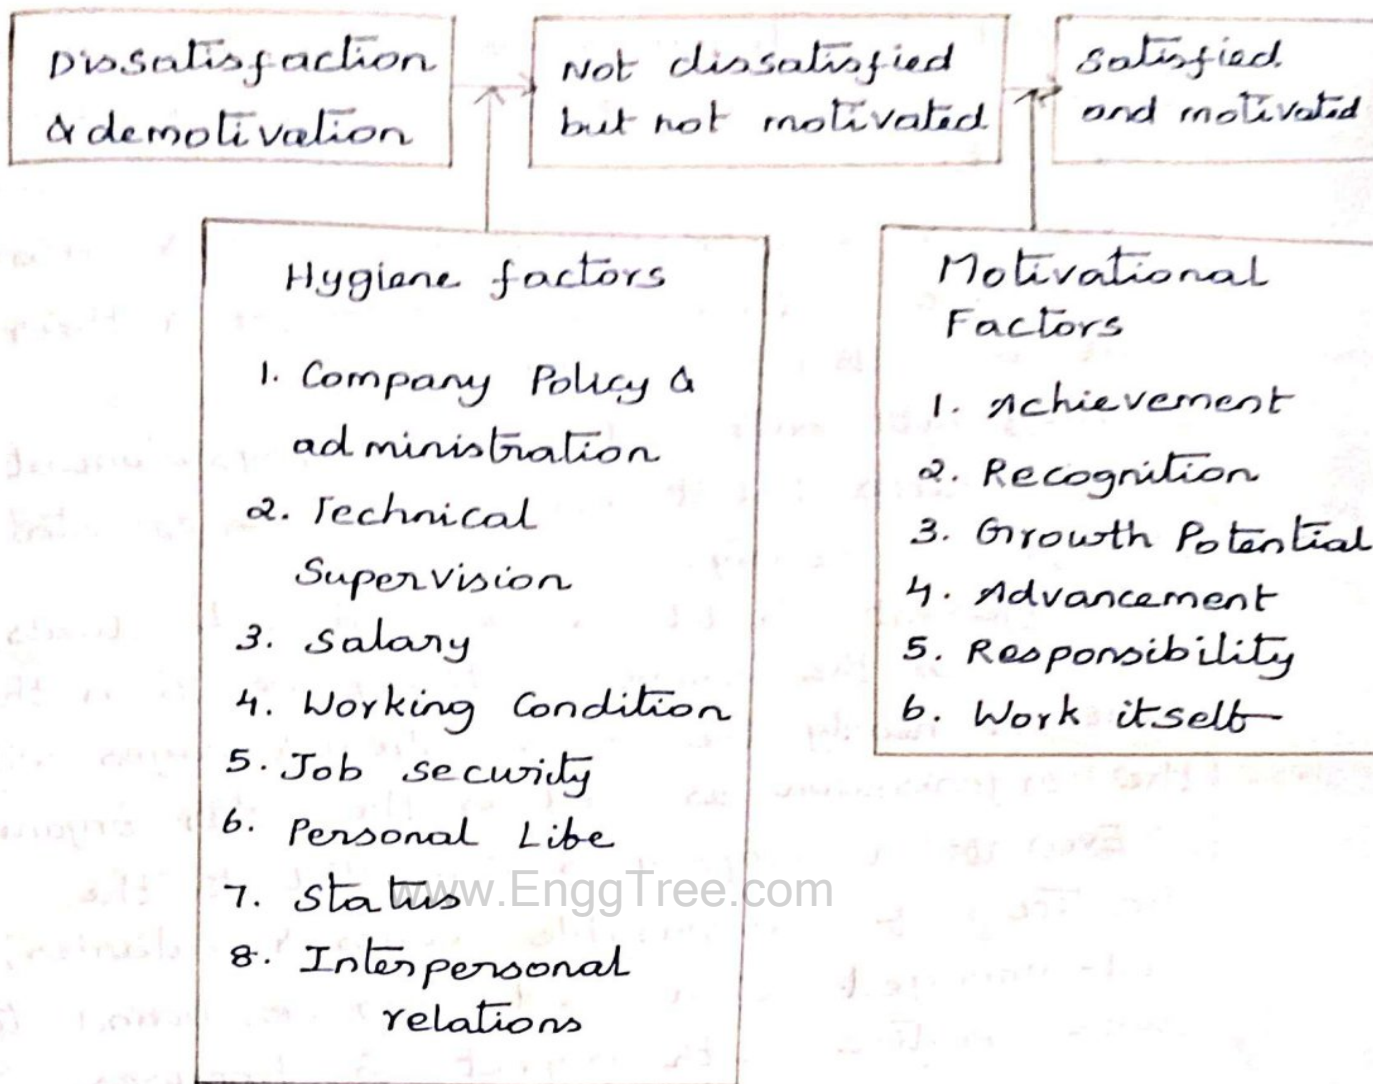 Dissatisfaction
& demotivation
Not dissatisfied
but not motivated
Satisfied
and motivated
Hygiene factors
1. Company Policy &
administration
2. Technical
Supervision
3. Salary
4. Working Condition
5. Job security
6. Personal Life
7. Status
8. Interpersonal
relations
Motivational
Factors
1. Achievement
2. Recognition
3. Growth Potential
4. Advancement
5. Responsibility
6. Work itself
www.EnggTree.com